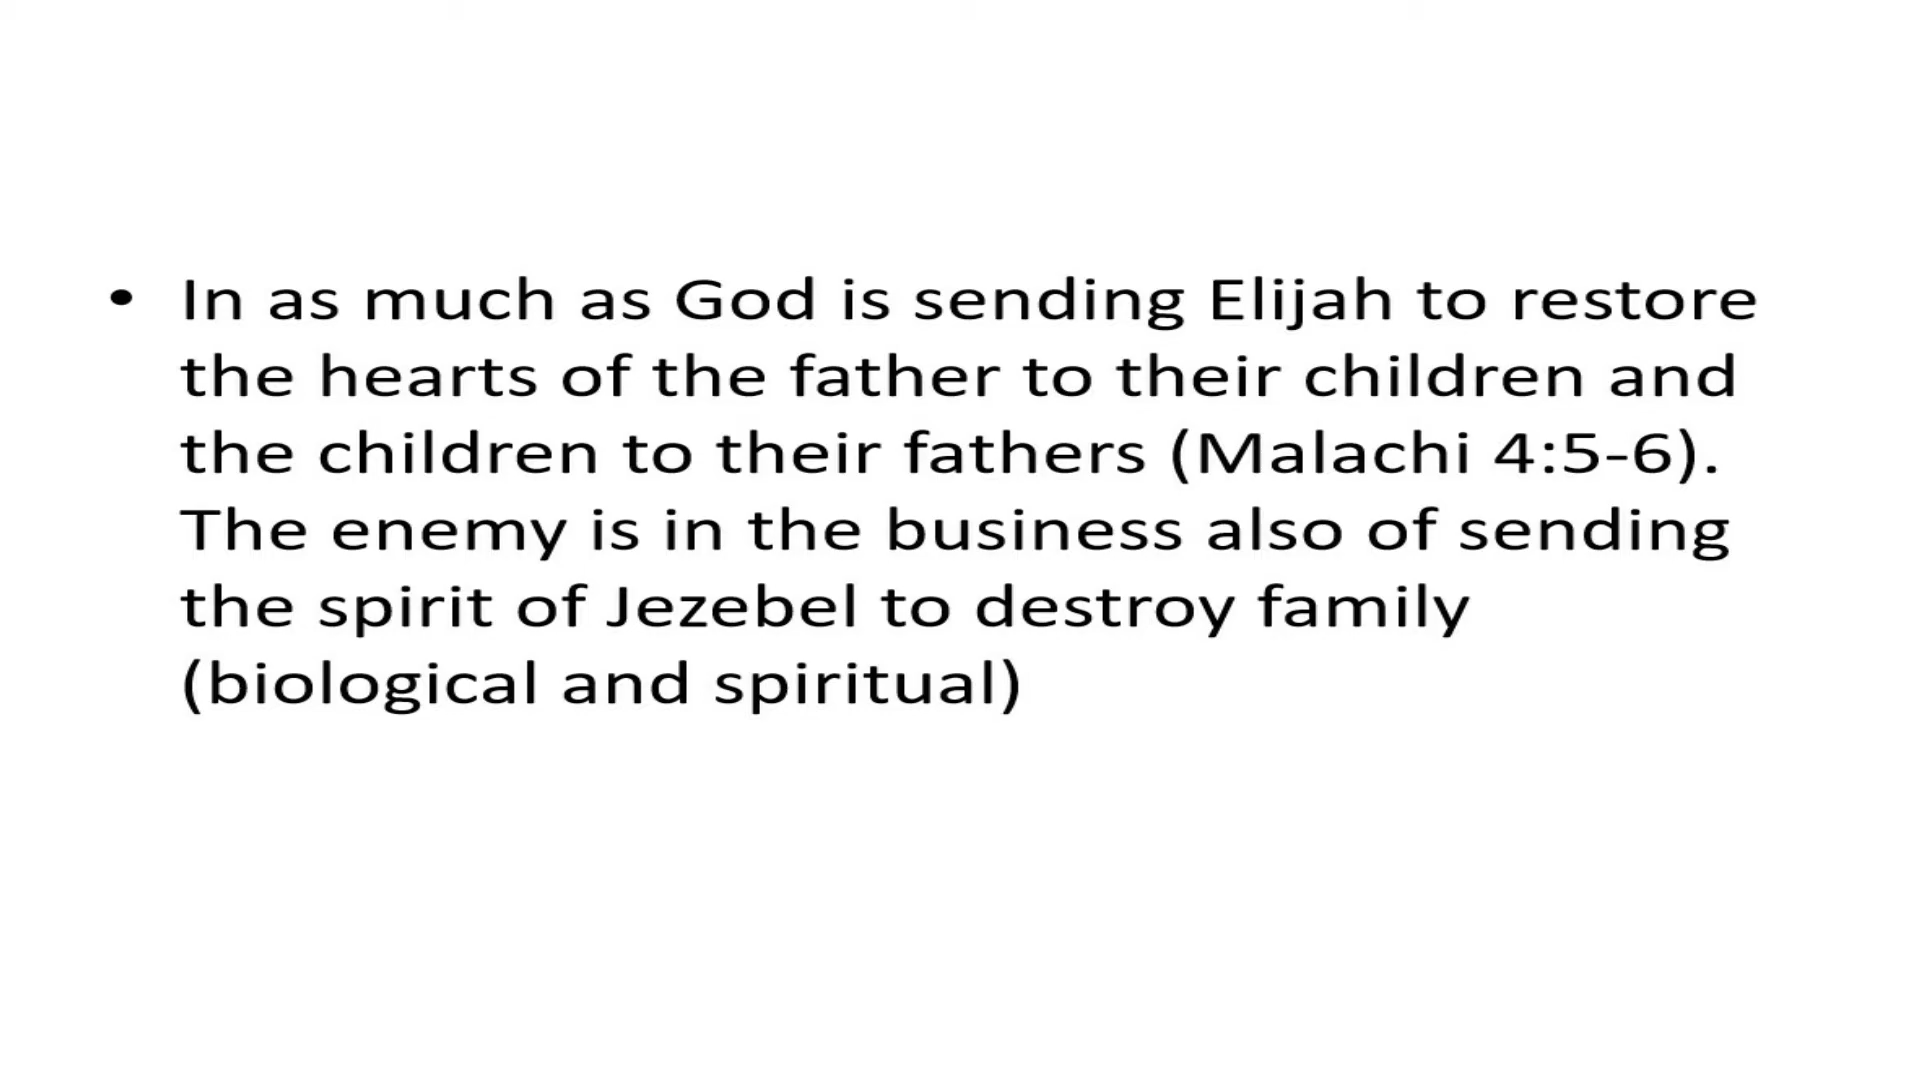 • In as much as God is sending Elijah to restore
the hearts of the father to their children and
the children to their fathers (Malachi 4:5-6).
The enemy is in the business also of sending
the spirit of Jezebel to destroy family
(biological and spiritual)